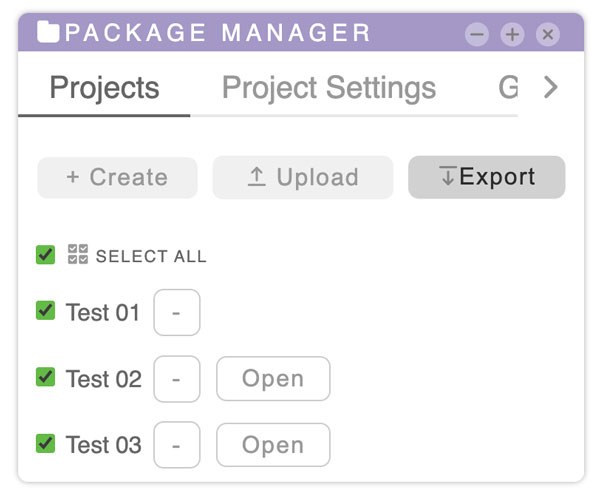 PACKAGE MANAGER
Projects Project Settings G
+ Create Upload Export
SELECT ALL
Test 01 -
Test 02 - Open
Test 03 - Open